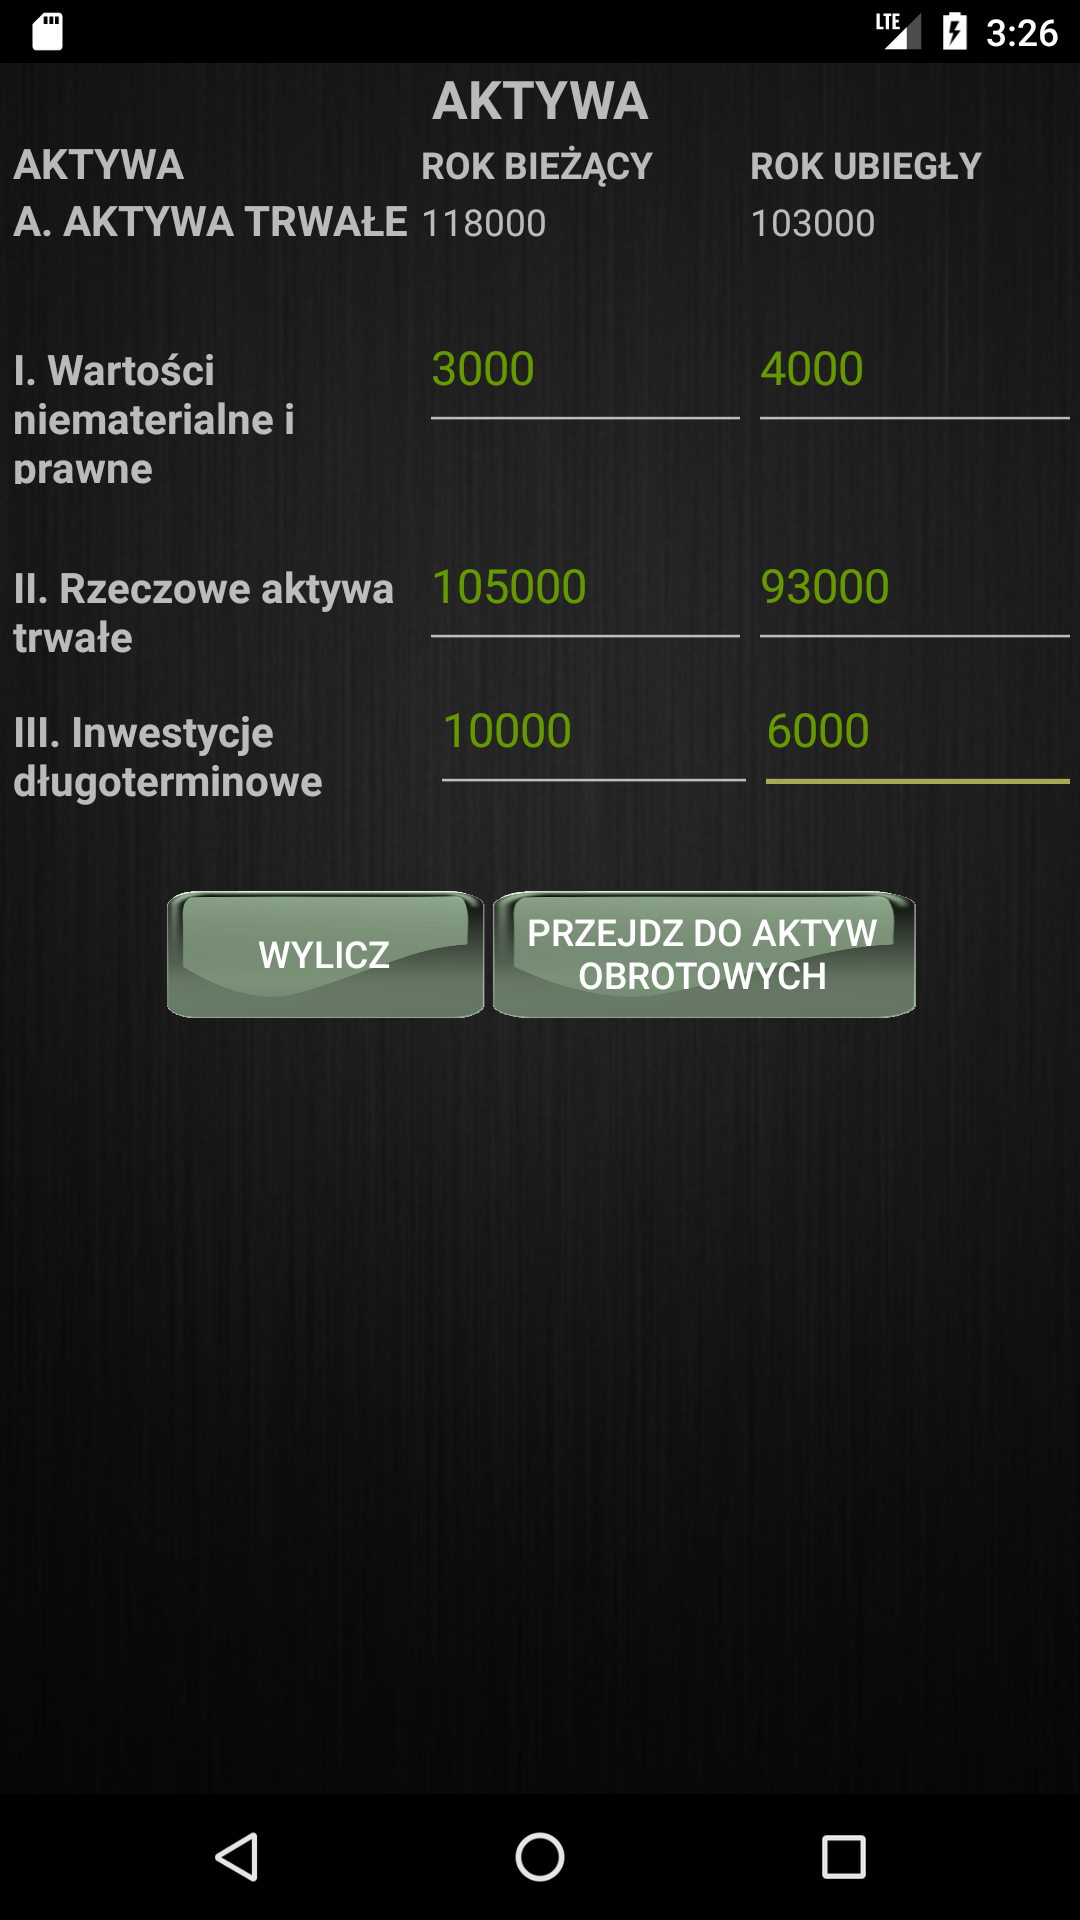 LTE 3:26
AKTYWA
AKTYWA ROK BIEŻĄCY ROK UBIEGŁY
A. AKTYWA TRWAŁE 118000 103000
I. Wartości 3000 4000
niematerialne i
prawne
II. Rzeczowe aktywa 105000 93000
trwałe
III. Inwestycje 10000 6000
długoterminowe
WYLICZ
PRZEJDZ DO AKTYW
OBROTOWYCH